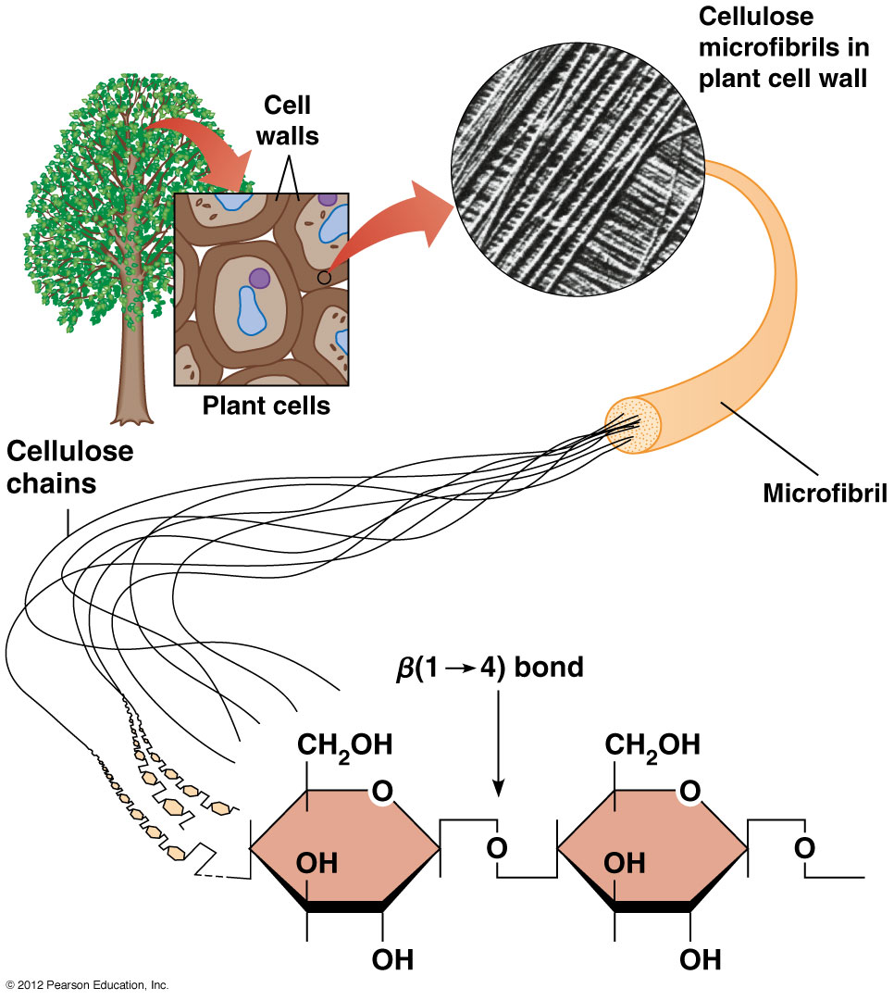 Cellulose
microfibrils in
plant cell wall
Cell
walls
Plant cells
Cellulose
chains
Microfibril
β(1 → 4) bond
CH₂OH
CH₂OH
O
O
OH
O
OH
O
OH
OH
© 2012 Pearson Education, Inc.